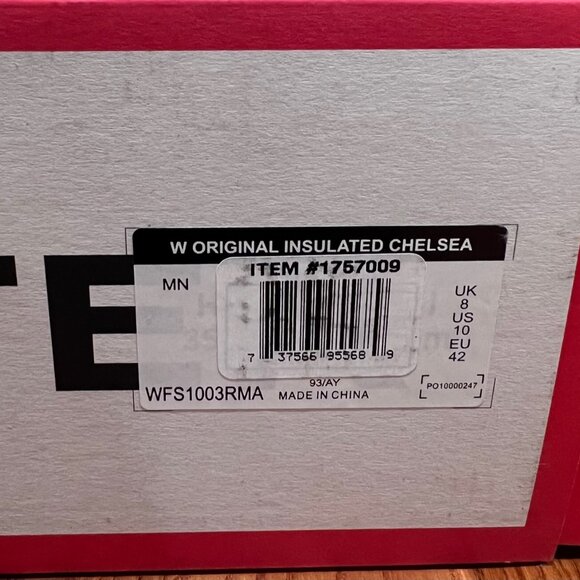 TE
W ORIGINAL INSULATED CHELSEA
MN
ITEM #1757009
7 37566 95568 9
UK
8
US
10
EU
42
WFS1003RMA
93/AY
MADE IN CHINA
PO10000247